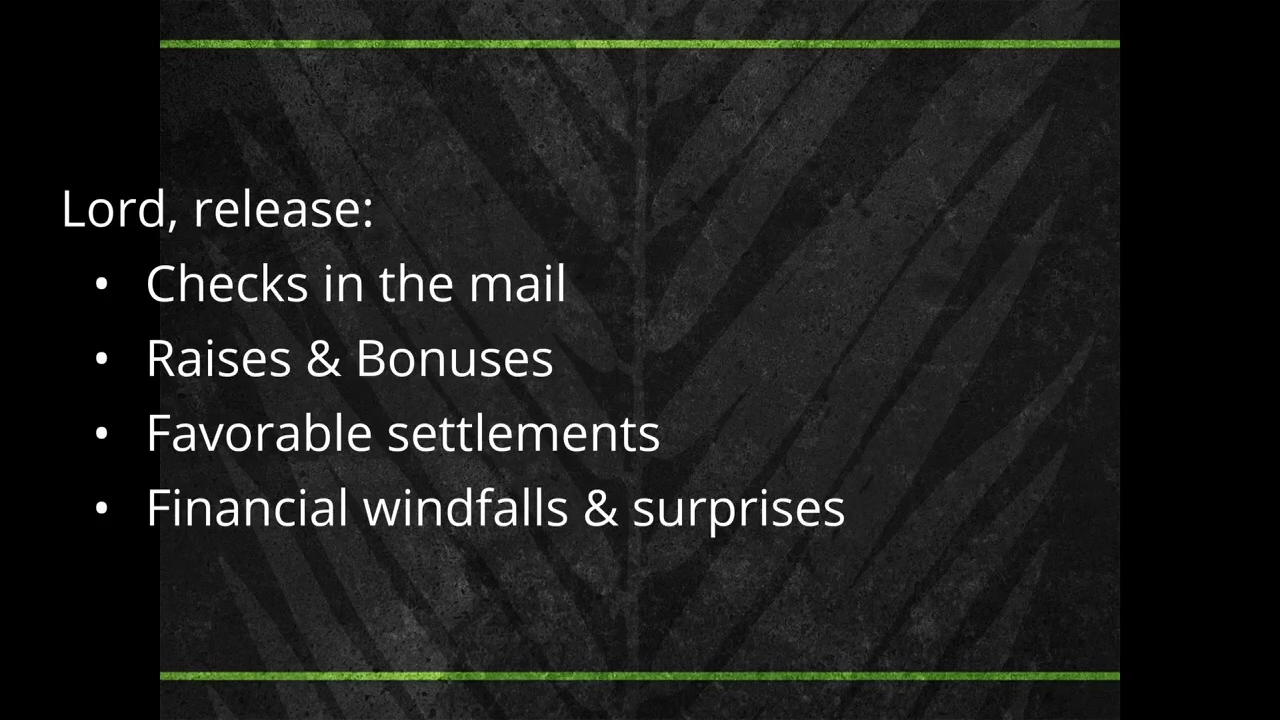 Lord, release:
• Checks in the mail
• Raises & Bonuses
• Favorable settlements
• Financial windfalls & surprises